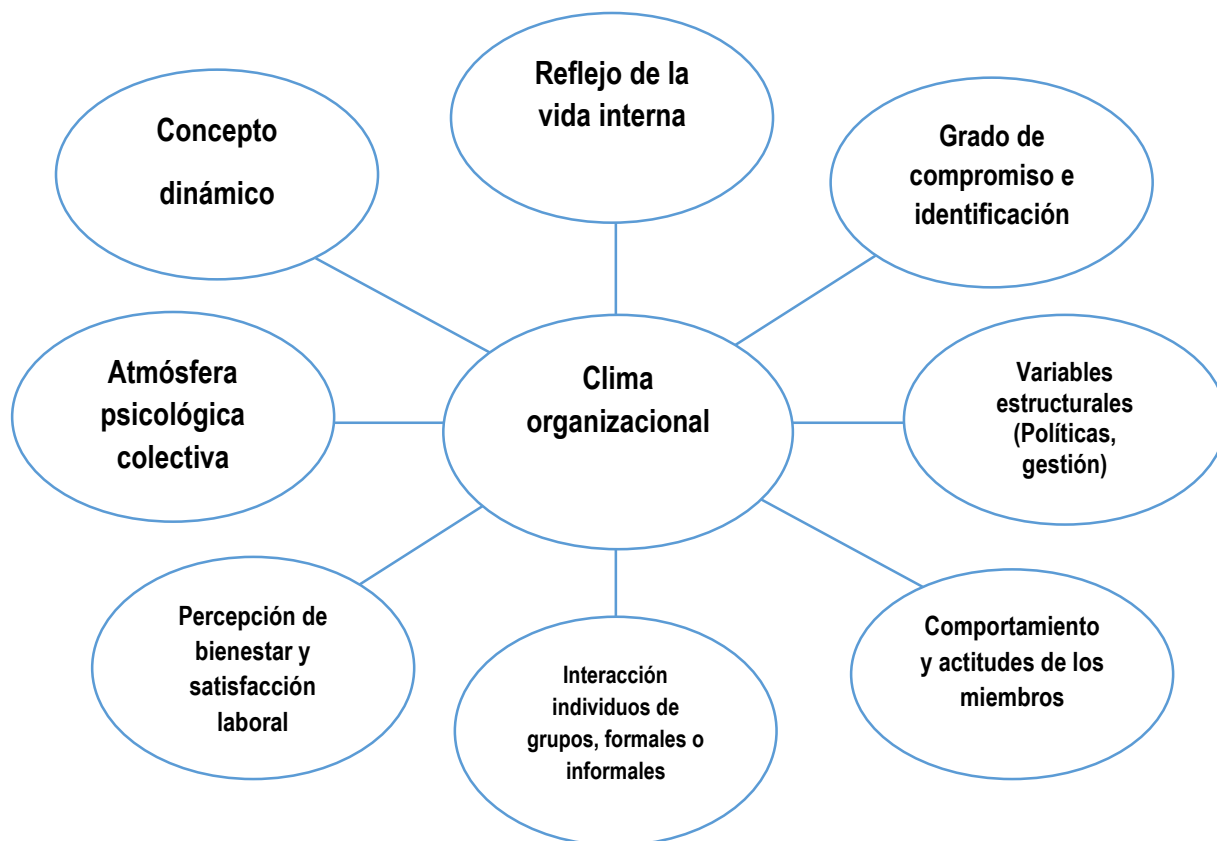 Reflejo de la
vida interna
Concepto
dinámico
Grado de
compromiso e
identificación
Atmósfera
psicológica
colectiva
Clima
organizacional
Variables
estructurales
(Políticas,
gestión)
Percepción de
bienestar y
satisfacción
laboral
Interacción
individuos de
grupos, formales o
informales
Comportamiento
y actitudes de los
miembros